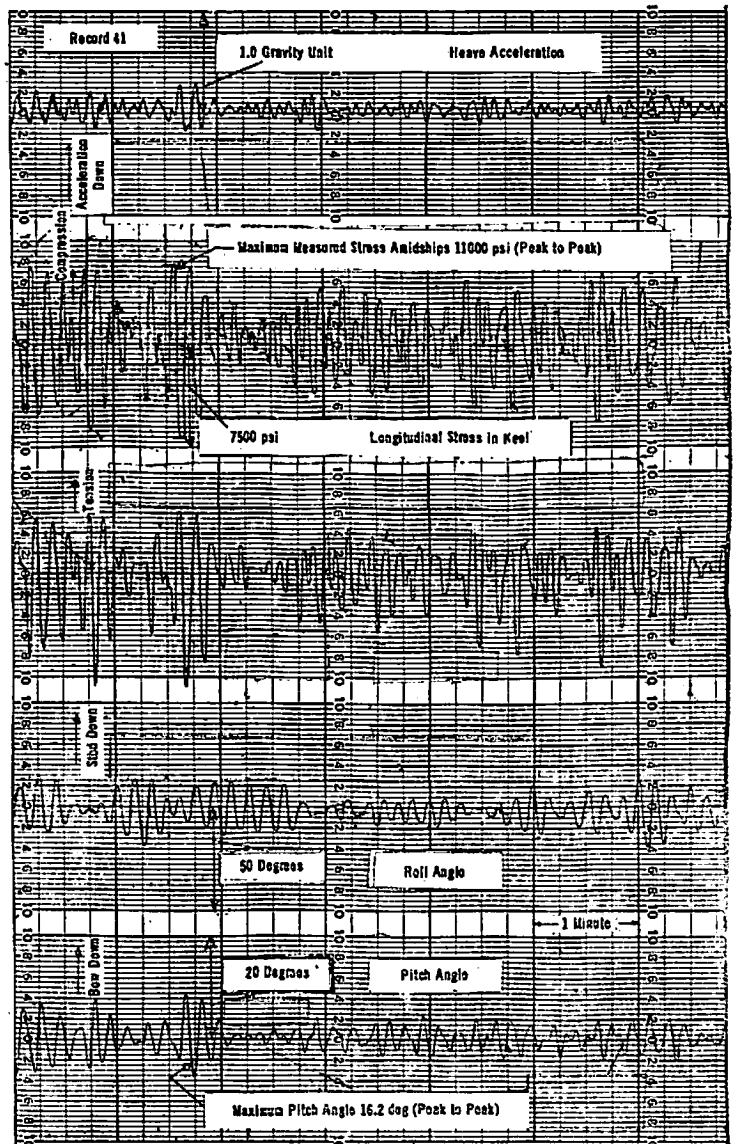 Record 41
1.0 Gravity Unit
Heave Acceleration
Acceleration
Down
Compression
Maximum Measured Stress Amidships 11000 psi (Peak to Peak)
7500 psi
Longitudinal Stress in Keel
Tension
Stbd Down
50 Degrees
Roll Angle
1 Minute
Bow Down
20 Degrees
Pitch Angle
Maximum Pitch Angle 16.2 deg (Peak to Peak)